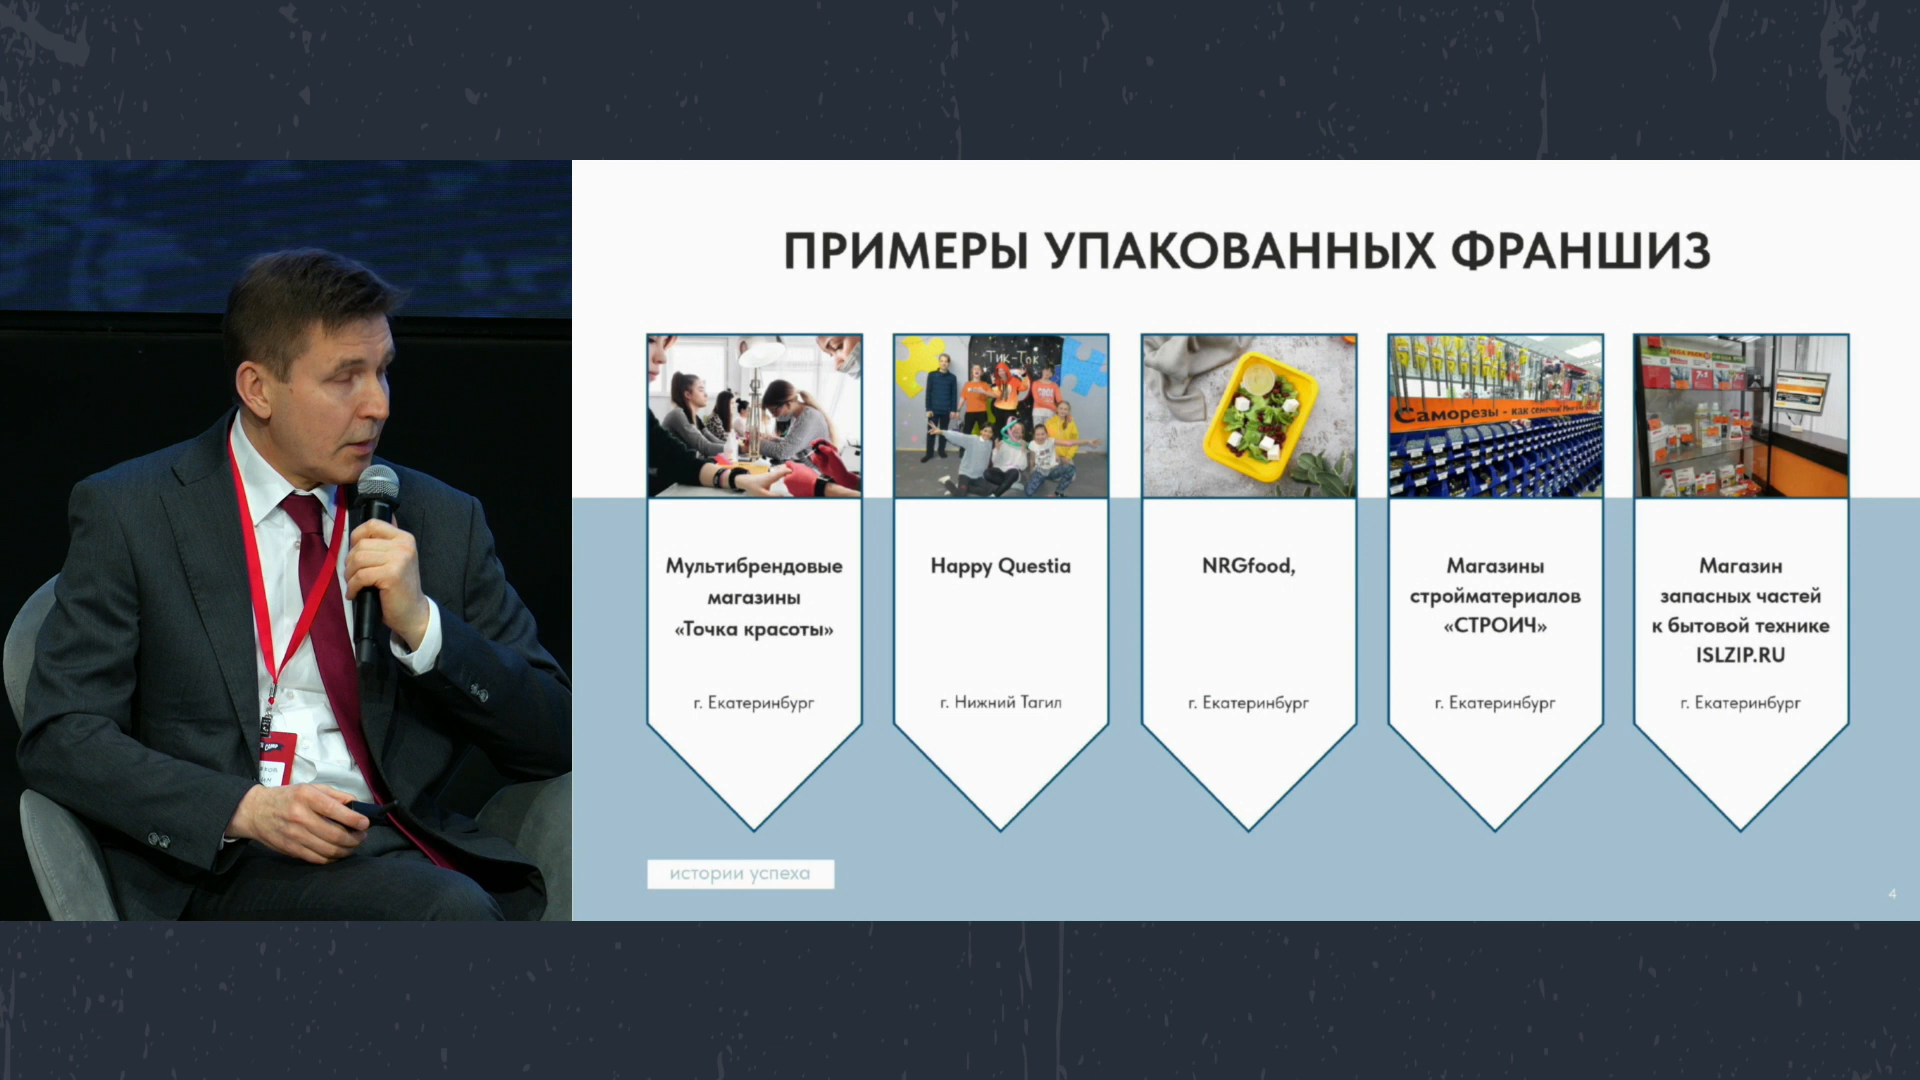 ПРИМЕРЫ УПАКОВАННЫХ ФРАНШИЗ
Тик-Ток
Саморезы - как семечки!
Мультибрендовые
магазины
«Точка красоты»
г. Екатеринбург
Happy Questia
г. Нижний Тагил
NRGfood,
г. Екатеринбург
Магазины
стройматериалов
«СТРОИЧ»
г. Екатеринбург
Магазин
запасных частей
к бытовой технике
ISLZIP.RU
г. Екатеринбург
истории успеха
4